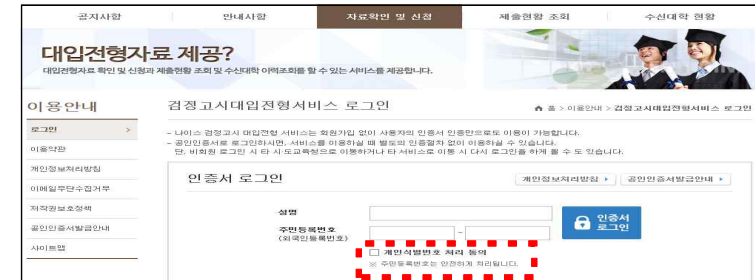 공지사항
안내사항
자료확인 및 신청
제출현황 조회
수신대학 현황
대입전형자료 제공?
대입전형자료 확인 및 신청과 제출현황 조회 및 수신대학 이력조회를 할 수 있는 서비스를 제공합니다.
이용안내
로그인 >
이용약관
개인정보처리방침
이메일무단수집거부
저작권보호정책
공인인증서발급안내
사이트맵
검정고시대입전형서비스 로그인
홈 > 이용안내 > 검정고시대입전형서비스 로그인
- 나이스 검정고시 대입전형 서비스는 회원가입 없이 사용자의 인증서 인증만으로도 이용이 가능합니다.
- 공인인증서로 로그인하시면, 서비스를 이용하실 때 별도의 인증절차 없이 이용하실 수 있습니다.
단, 비회원 로그인 시 타 시·도교육청으로 이동하거나 타 서비스로 이동 시 다시 로그인을 하게 될 수 도 있습니다.
인증서 로그인
개인정보처리방침
공인인증서발급안내
성명
주민등록번호
(외국인등록번호)
-
인증서
로그인
개인식별번호 처리 동의
※ 주민등록번호는 안전하게 처리됩니다.